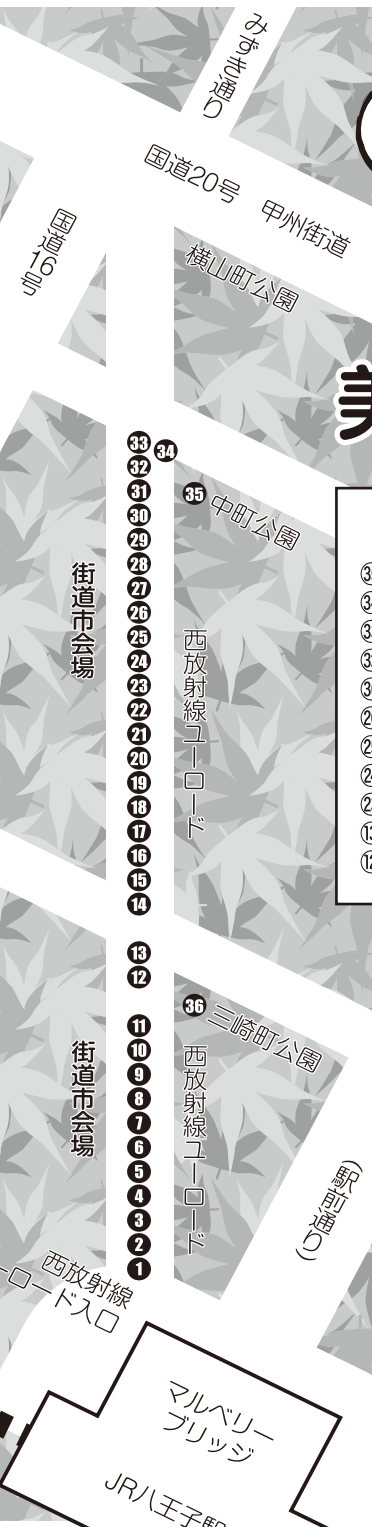 みずき通り
国道20号 甲州街道
国道16号
横山町公園
美
㉝
㉞
㉜
㉛
㉟
中町公園
㉚
㉙
㉘
㉗
㉖
㉕
㉔
㉓
㉒
㉑
⑳
⑲
⑱
⑰
⑯
⑮
⑭
街道市会場
西放射線ユーロード
⑬
⑫
㊱
三崎町公園
⑪
⑩
⑨
⑧
⑦
⑥
⑤
④
③
②
①
街道市会場
西放射線ユーロード
(駅前通り)
西放射線
ーロード入口
マルベリー
ブリッジ
JR八王子駅